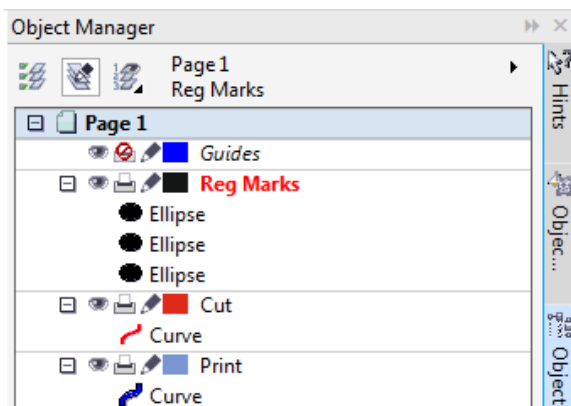 Object Manager
Page 1
Reg Marks
Page 1
Guides
Reg Marks
Ellipse
Ellipse
Ellipse
Cut
Curve
Print
Curve
Hints
Objec...
Object